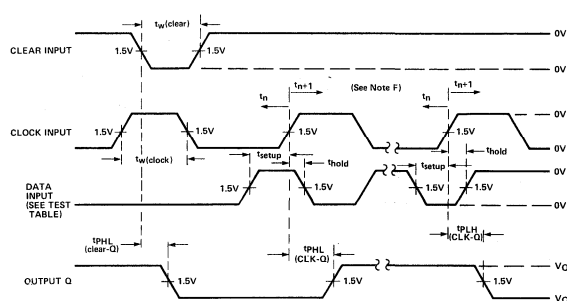 tw(clear)
CLEAR INPUT
1.5V
1.5V
0V
0V
tn+1
(See Note F)
tn+1
tn
tn
CLOCK INPUT
1.5V
1.5V
1.5V
1.5V
0V
0V
tw(clock)
tsetup
thold
tsetup
thold
DATA
INPUT
(SEE TEST
TABLE)
1.5V
1.5V
1.5V
1.5V
0V
0V
tPHL
(clear-Q)
tPHL
(CLK-Q)
tPLH
(CLK-Q)
OUTPUT Q
1.5V
1.5V
1.5V